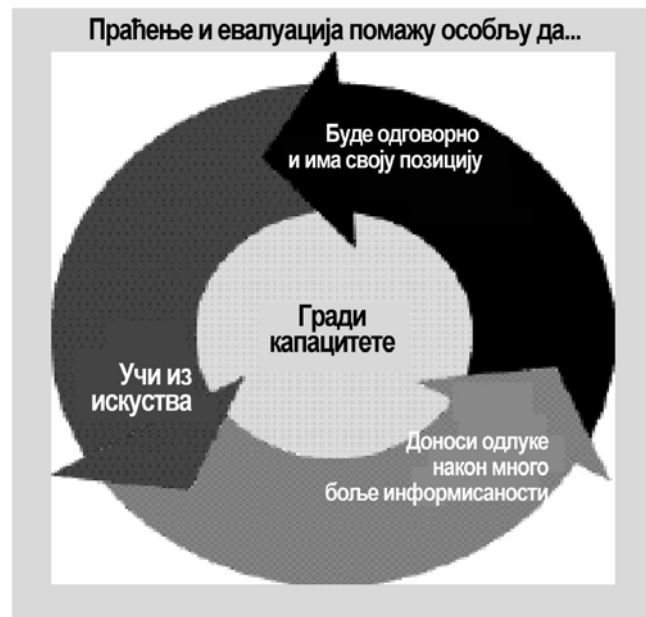 Праћење и евалуација помажу особљу да...
Буде одговорно
и има своју позицију
Гради
капацитете
Учи из
искуства
Доноси одлуке
након много
боље информисаности